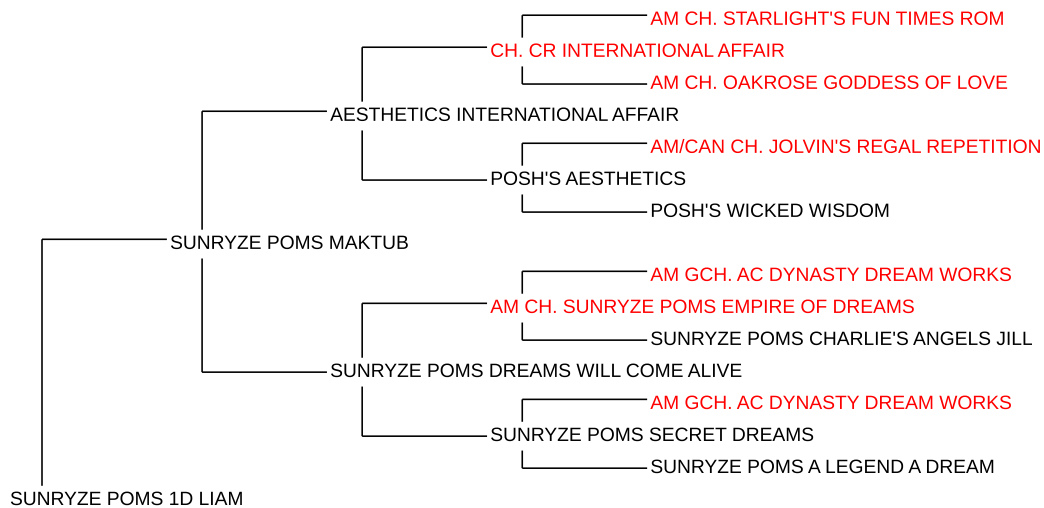 AM CH. STARLIGHT'S FUN TIMES ROM
CH. CR INTERNATIONAL AFFAIR
AM CH. OAKROSE GODDESS OF LOVE
AESTHETICS INTERNATIONAL AFFAIR
AM/CAN CH. JOLVIN'S REGAL REPETITION
POSH'S AESTHETICS
POSH'S WICKED WISDOM
SUNRYZE POMS MAKTUB
AM GCH. AC DYNASTY DREAM WORKS
AM CH. SUNRYZE POMS EMPIRE OF DREAMS
SUNRYZE POMS CHARLIE'S ANGELS JILL
SUNRYZE POMS DREAMS WILL COME ALIVE
AM GCH. AC DYNASTY DREAM WORKS
SUNRYZE POMS SECRET DREAMS
SUNRYZE POMS A LEGEND A DREAM
SUNRYZE POMS 1D LIAM